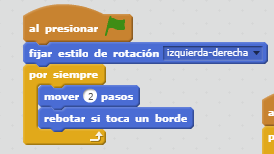 al presionar
fijar estilo de rotación izquierda-derecha
por siempre
mover 2 pasos
rebotar si toca un borde